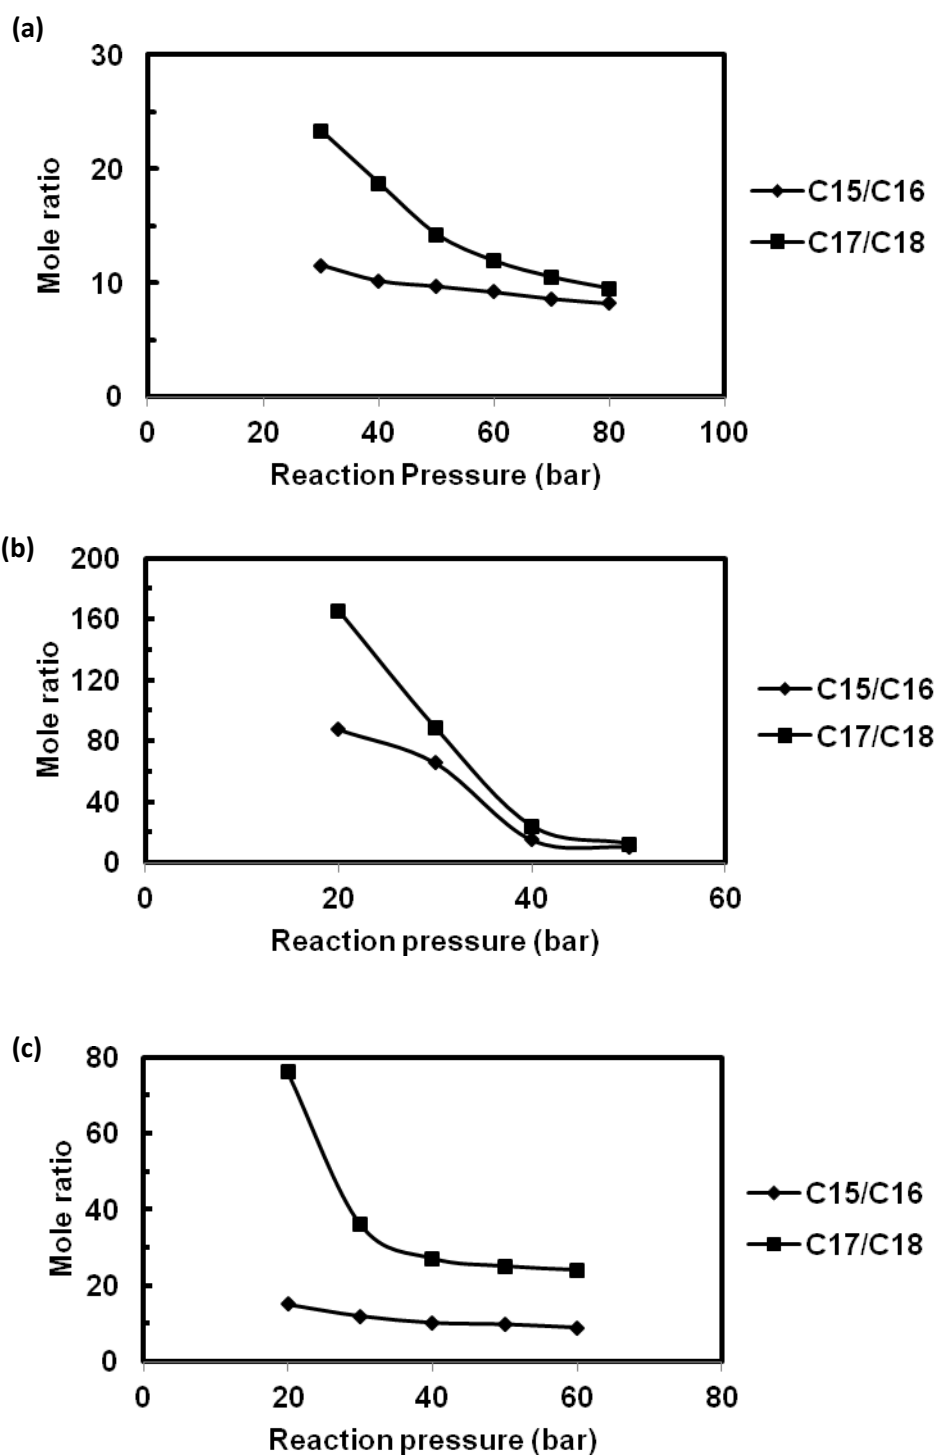 (a)
30
20
10
0
Mole ratio
0 20 40 60 80 100
Reaction Pressure (bar)
C15/C16
C17/C18
(b)
200
160
120
80
40
0
Mole ratio
0 20 40 60
Reaction pressure (bar)
C15/C16
C17/C18
(c)
80
60
40
20
0
Mole ratio
0 20 40 60 80
Reaction pressure (bar)
C15/C16
C17/C18